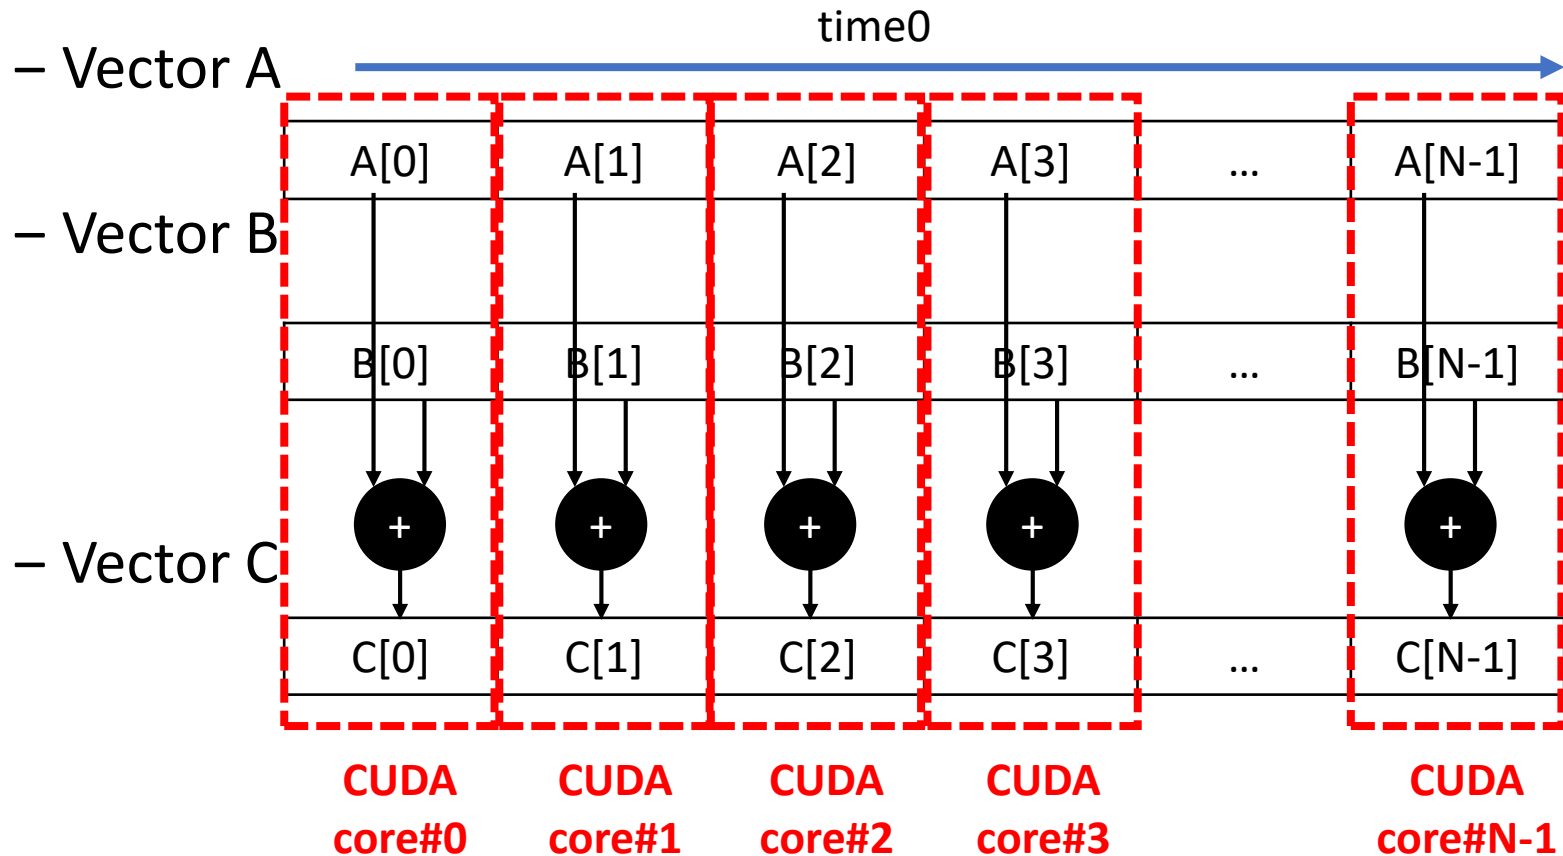 time0
– Vector A
A[0] A[1] A[2] A[3] ... A[N-1]
– Vector B
B[0] B[1] B[2] B[3] ... B[N-1]
+ + + + +
– Vector C
C[0] C[1] C[2] C[3] ... C[N-1]
CUDA CUDA CUDA CUDA CUDA
core#0 core#1 core#2 core#3 core#N-1